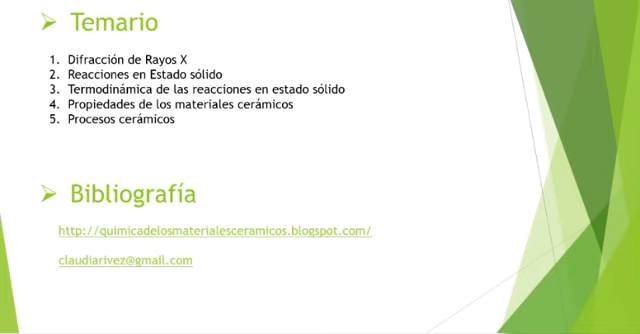 ➢ Temario
1. Difracción de Rayos X
2. Reacciones en Estado sólido
3. Termodinámica de las reacciones en estado sólido
4. Propiedades de los materiales cerámicos
5. Procesos cerámicos
➢ Bibliografía
http://quimicadelosmaterialesceramicos.blogspot.com/
claudiarivez@gmail.com